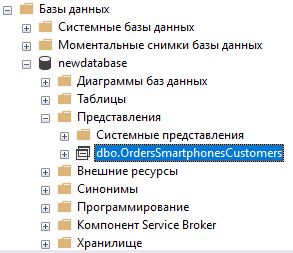 Базы данных
Системные базы данных
Моментальные снимки базы данных
newdatabase
Диаграммы баз данных
Таблицы
Представления
Системные представления
dbo.OrdersSmartphonesCustomers
Внешние ресурсы
Синонимы
Программирование
Компонент Service Broker
Хранилище